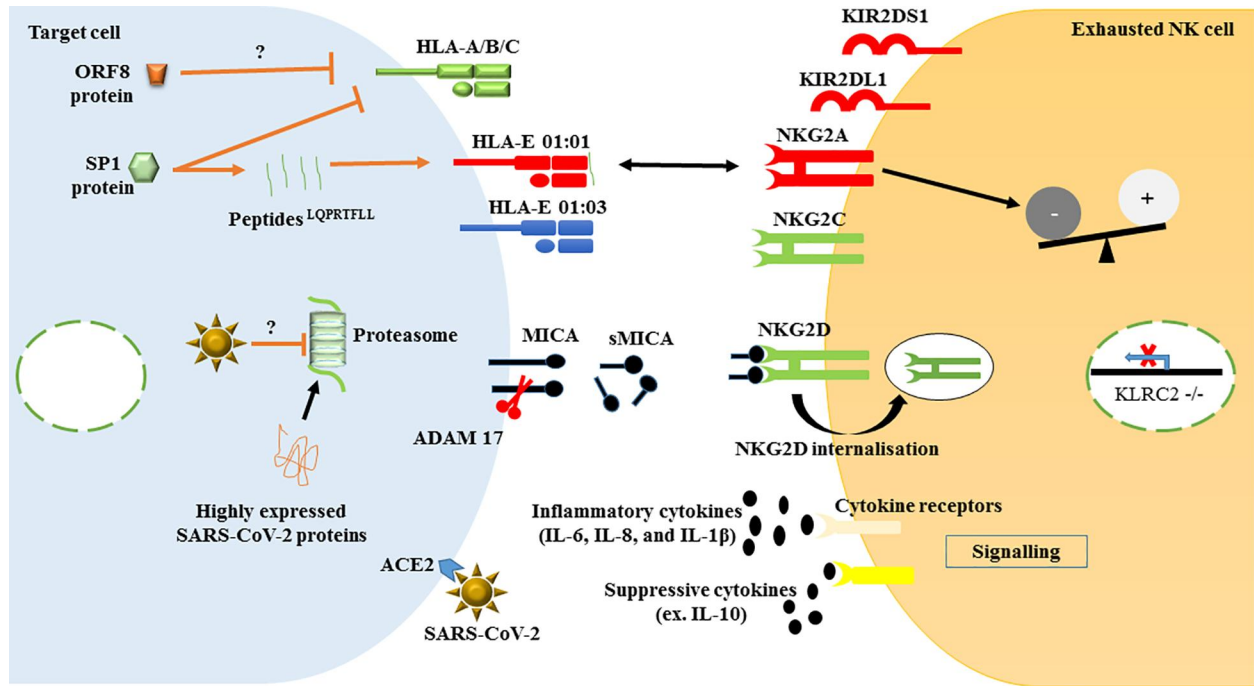 Target cell
ORF8
protein
?
HLA-A/B/C
SP1
protein
Peptides LQPRTFLL
HLA-E 01:01
HLA-E 01:03
KIR2DS1
KIR2DL1
NKG2A
NKG2C
Exhausted NK cell
-
+
?
Proteasome
Highly expressed
SARS-CoV-2 proteins
MICA
sMICA
ADAM 17
NKG2D
NKG2D internalisation
KLRC2 -/-
ACE2
SARS-CoV-2
Inflammatory cytokines
(IL-6, IL-8, and IL-1β)
Cytokine receptors
Suppressive cytokines
(ex. IL-10)
Signalling